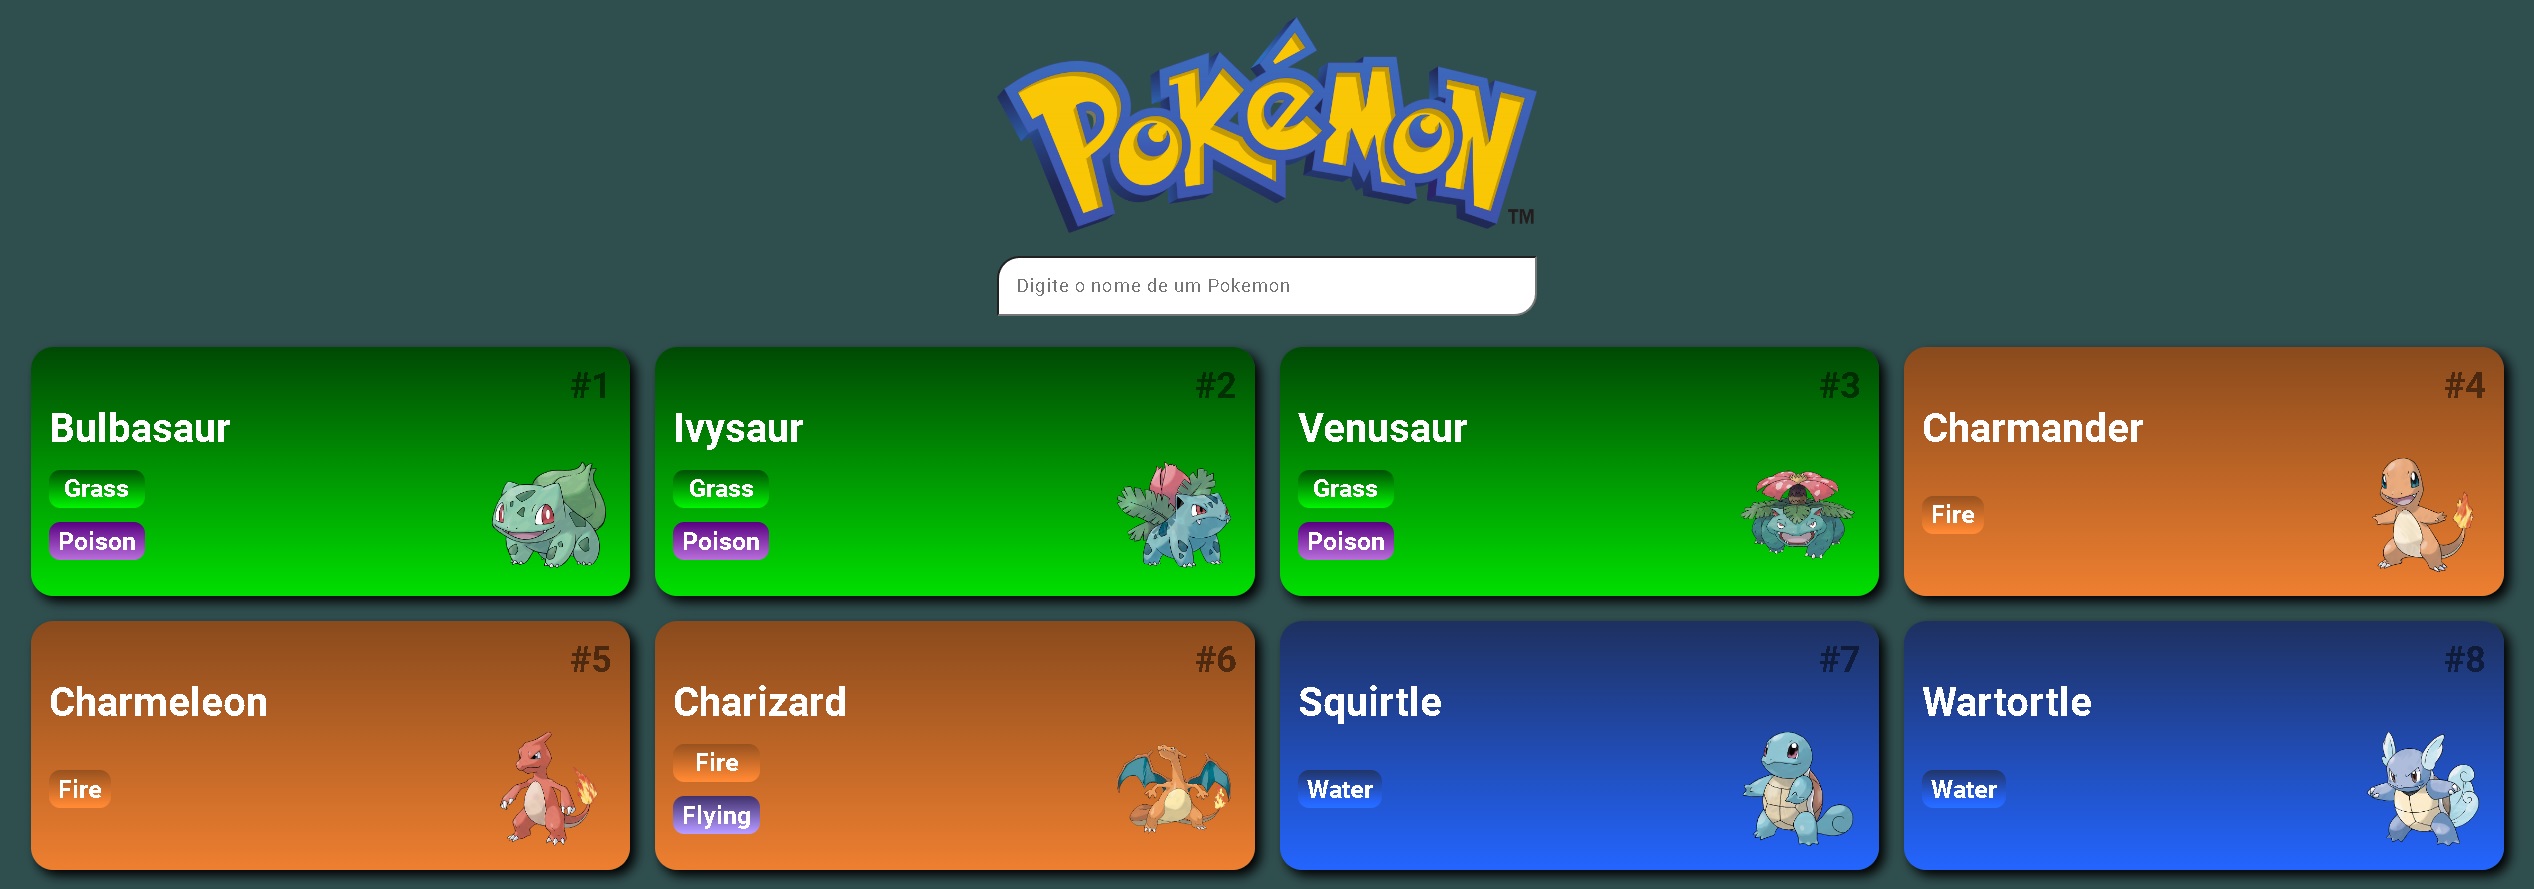 POKéMON
TM
Digite o nome de um Pokemon
#1
Bulbasaur
Grass
Poison
#2
Ivysaur
Grass
Poison
#3
Venusaur
Grass
Poison
#4
Charmander
Fire
#5
Charmeleon
Fire
#6
Charizard
Fire
Flying
#7
Squirtle
Water
#8
Wartortle
Water